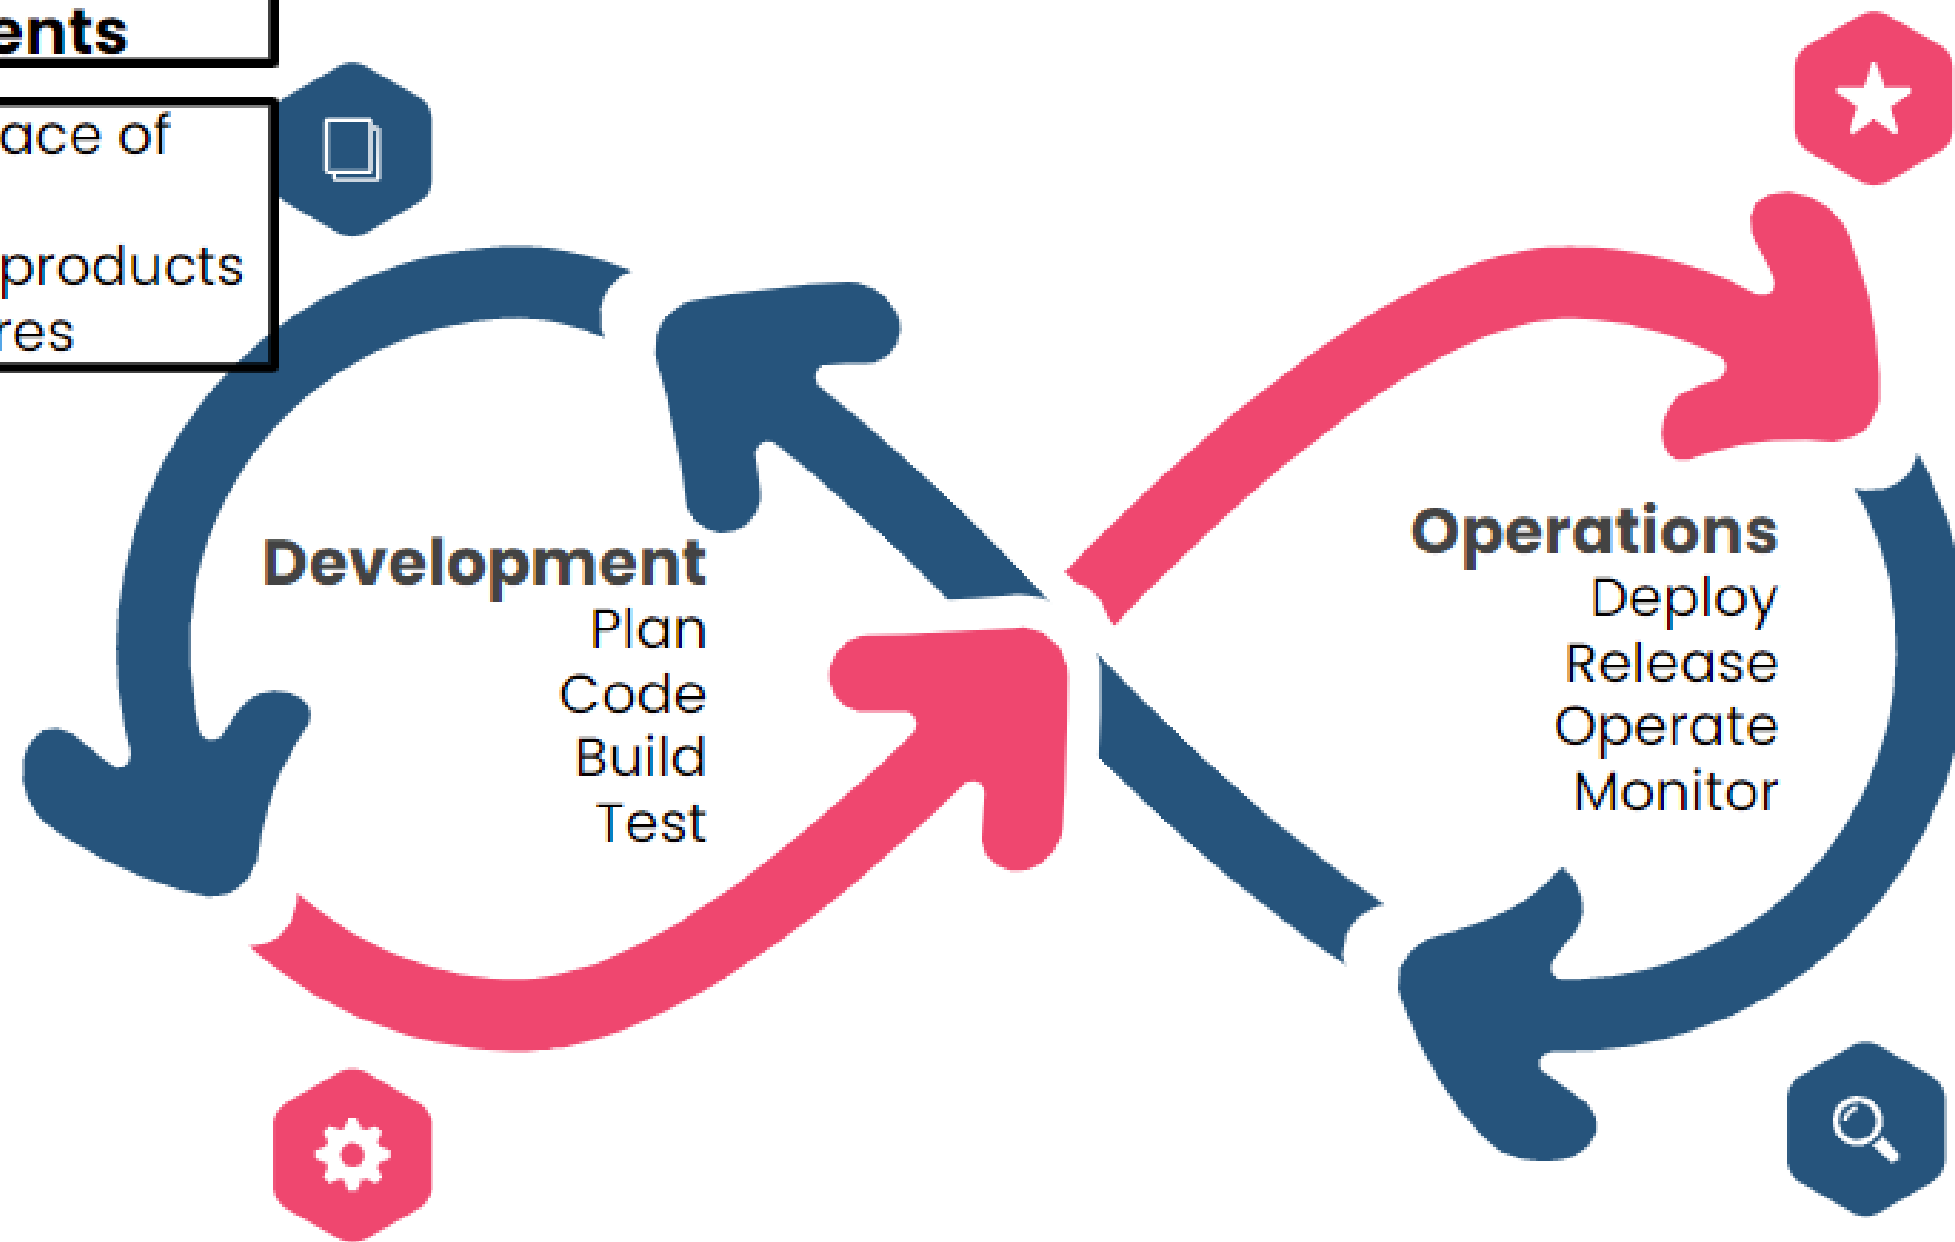 ents
ace of
products
res
Development
Plan
Code
Build
Test
Operations
Deploy
Release
Operate
Monitor